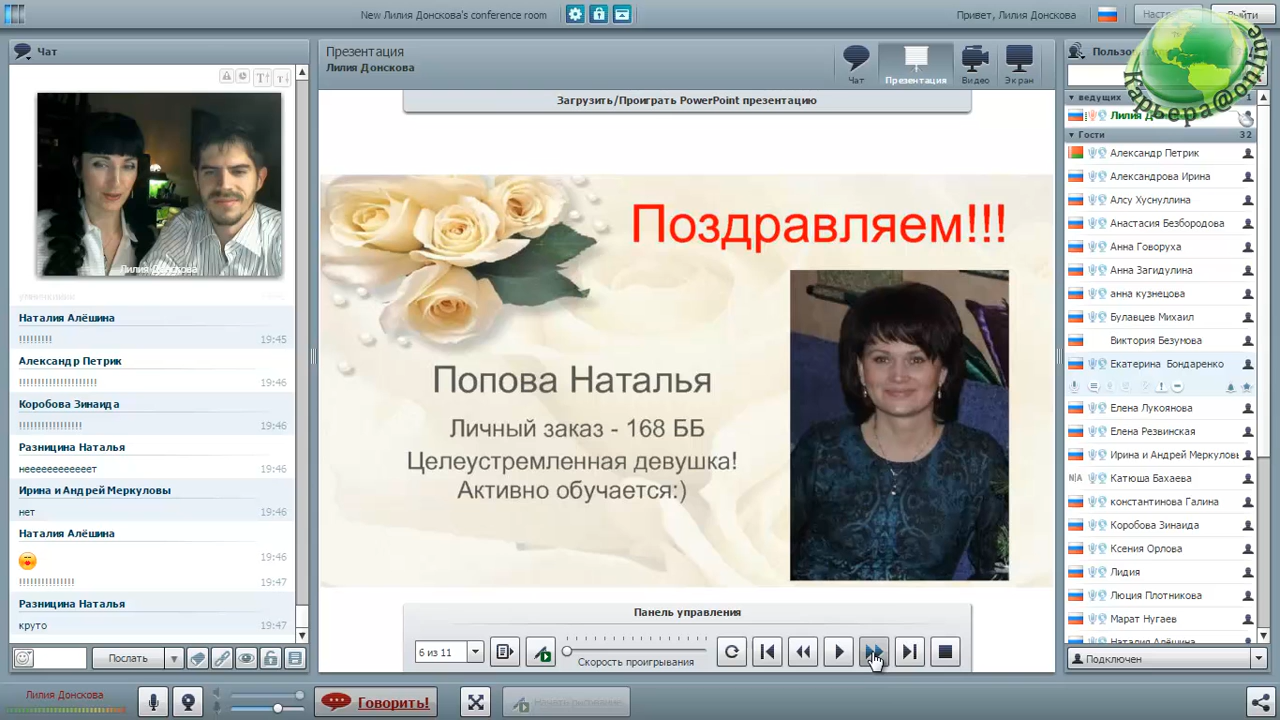 New Лилия Донскова's conference room
Привет, Лилия Донскова
Выйти
Чат
Лилия Донскова
Наталия Алёшина
!!!!!!!!! 19:45
Александр Петрик
!!!!!!!!!!!!!!!!!!!!! 19:46
Коробова Зинаида
!!!!!!!!!!!!!!!!! 19:46
Разницина Наталья
нееееееееееет 19:46
Ирина и Андрей Меркуловы
нет 19:46
Наталия Алёшина
19:46
!!!!!!!!!!!!!!! 19:47
Разницина Наталья
круто 19:47
Послать
Презентация
Лилия Донскова
Чат
Презентация
Видео
Экран
Загрузить/Проиграть PowerPoint презентацию
Поздравляем!!!
Попова Наталья
Личный заказ - 168 ББ
Целеустремленная девушка!
Активно обучается:)
Панель управления
6 из 11
Скорость проигрывания
Карьера@online
ведущих 1
Гости 32
Александр Петрик
Александрова Ирина
Алсу Хуснуллина
Анастасия Безбородова
Анна Говоруха
Анна Загидулина
анна кузнецова
Булавцев Михаил
Виктория Безумова
Екатерина Бондаренко
Елена Лукоянова
Елена Резвинская
Ирина и Андрей Меркуловы
N/A Катюша Бахаева
константинова Галина
Коробова Зинаида
Ксения Орлова
Лидия
Люция Плотникова
Марат Нугаев
Наталия Алёшина
Подключен
Лилия Донскова
Говорить!